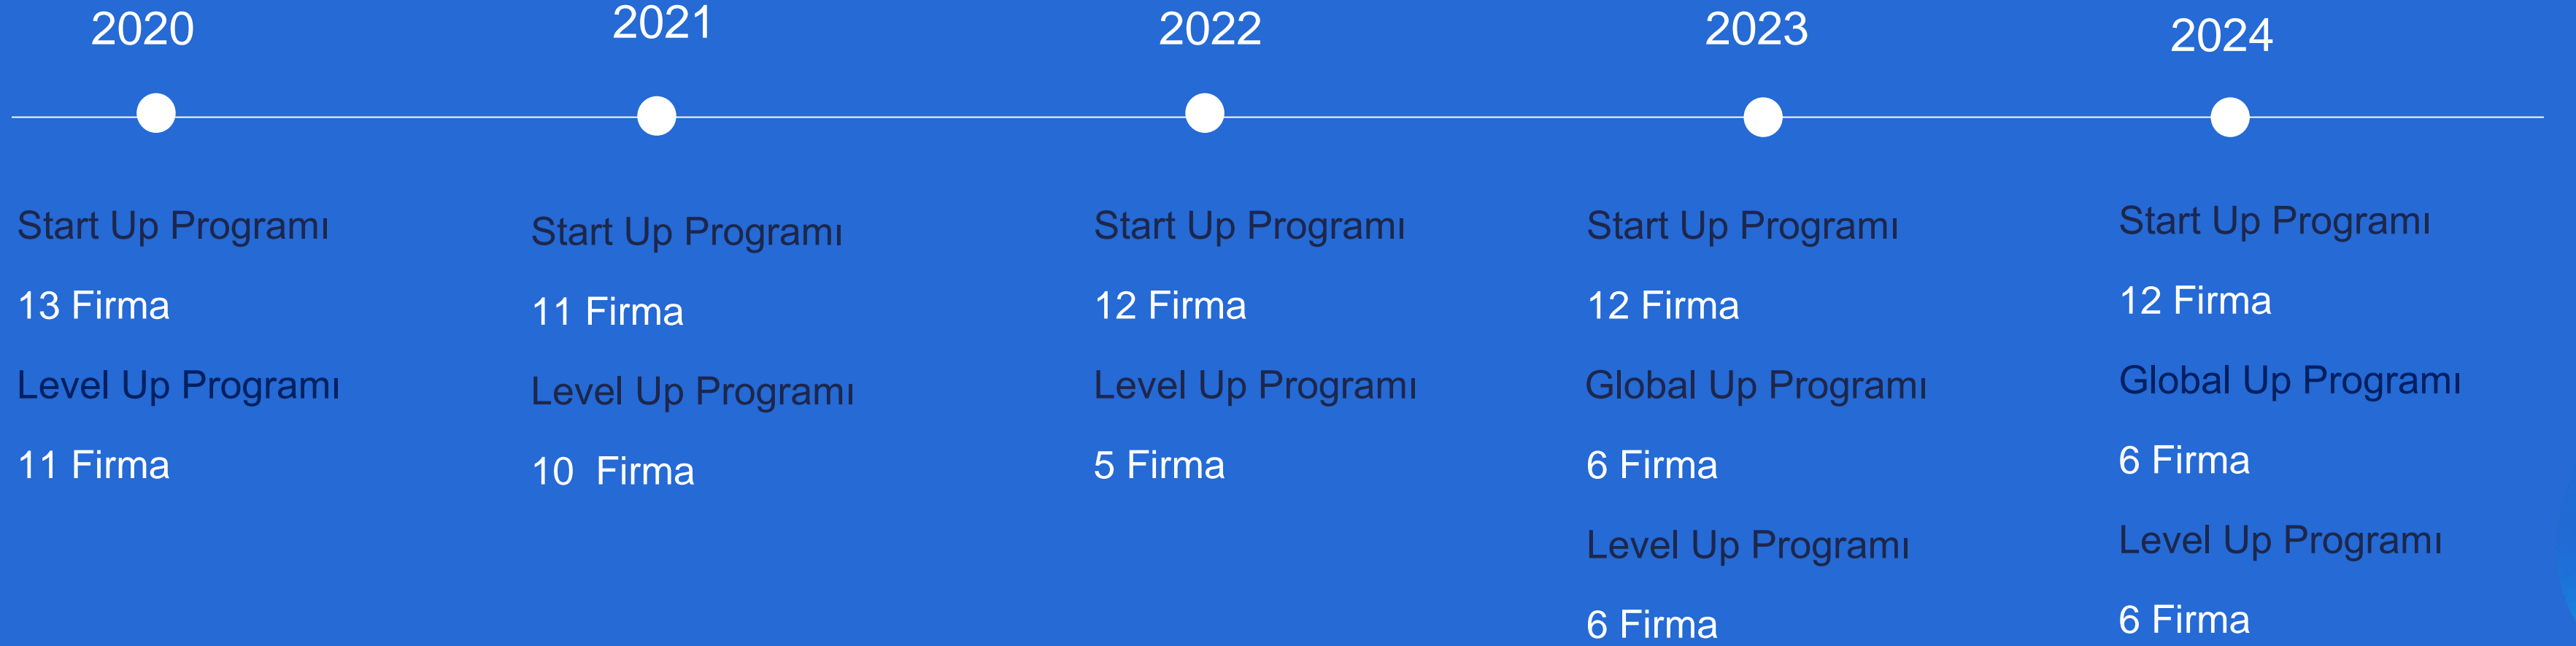 2020
Start Up Programı
13 Firma
Level Up Programı
11 Firma
2021
Start Up Programı
11 Firma
Level Up Programı
10  Firma
2022
Start Up Programı
12 Firma
Level Up Programı
5 Firma
2023
Start Up Programı
12 Firma
Global Up Programı
6 Firma
Level Up Programı
6 Firma
2024
Start Up Programı
12 Firma
Global Up Programı
6 Firma
Level Up Programı
6 Firma